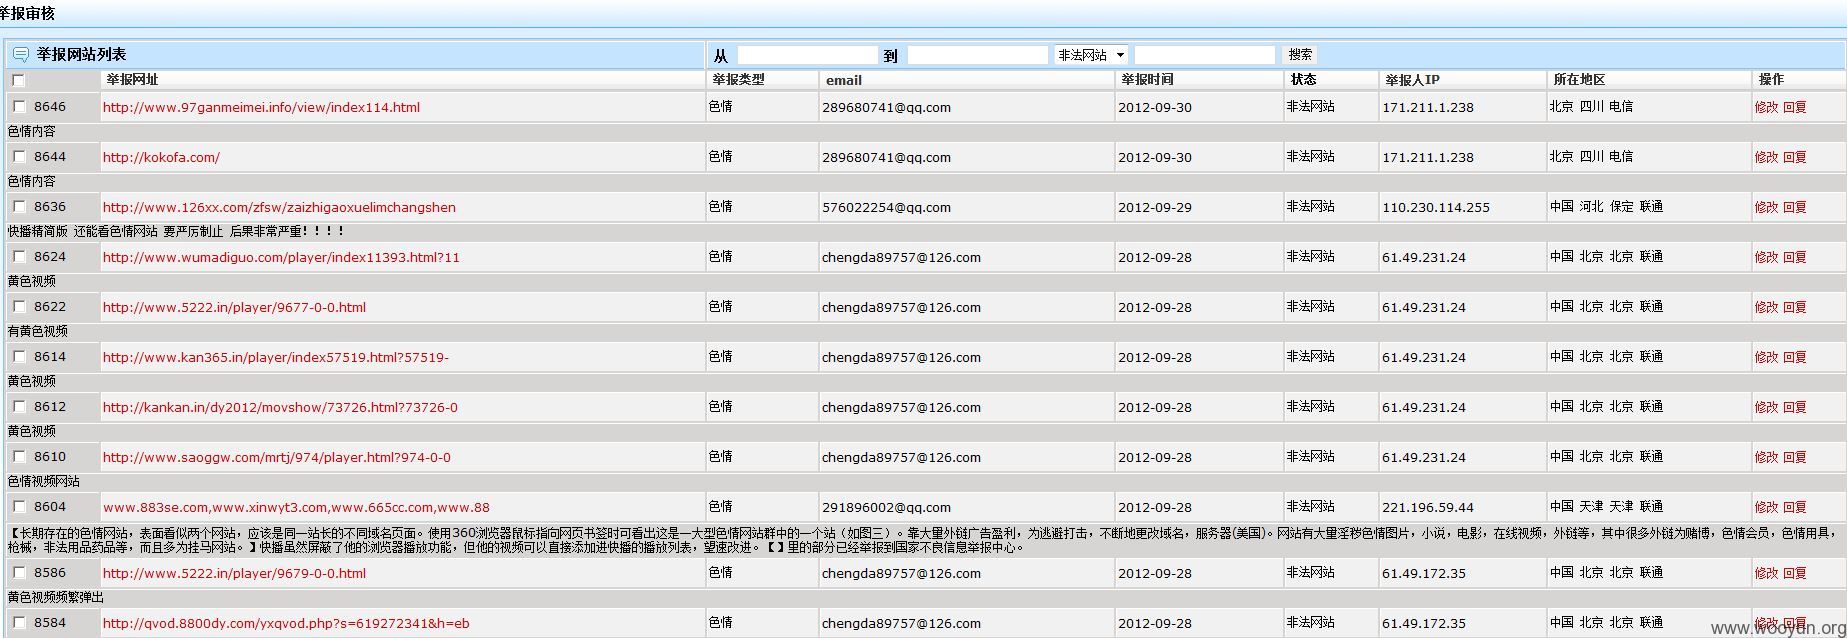 举报审核
举报网站列表 从 到 非法网站 搜索
举报网址 举报类型 email 举报时间 状态 举报人IP 所在地区 操作
8646 http://www.97ganmeimei.info/view/index114.html 色情 289680741@qq.com 2012-09-30 非法网站 171.211.1.238 北京 四川 电信 修改 回复
色情内容
8644 http://kokofa.com/ 色情 289680741@qq.com 2012-09-30 非法网站 171.211.1.238 北京 四川 电信 修改 回复
色情内容
8636 http://www.126xx.com/zfsw/zaizhigaoxuelimchangshen 色情 576022254@qq.com 2012-09-29 非法网站 110.230.114.255 中国 河北 保定 联通 修改 回复
快播精简版 还能看色情网站 要严厉制止 后果非常严重！！！！
8624 http://www.wumadiguo.com/player/index11393.html?11 色情 chengda89757@126.com 2012-09-28 非法网站 61.49.231.24 中国 北京 北京 联通 修改 回复
黄色视频
8622 http://www.5222.in/player/9677-0-0.html 色情 chengda89757@126.com 2012-09-28 非法网站 61.49.231.24 中国 北京 北京 联通 修改 回复
有黄色视频
8614 http://www.kan365.in/player/index57519.html?57519- 色情 chengda89757@126.com 2012-09-28 非法网站 61.49.231.24 中国 北京 北京 联通 修改 回复
黄色视频
8612 http://kankan.in/dy2012/movshow/73726.html?73726-0 色情 chengda89757@126.com 2012-09-28 非法网站 61.49.231.24 中国 北京 北京 联通 修改 回复
黄色视频
8610 http://www.saoggw.com/mrtj/974/player.html?974-0-0 色情 chengda89757@126.com 2012-09-28 非法网站 61.49.231.24 中国 北京 北京 联通 修改 回复
色情视频网站
8604 www.883se.com,www.xinwyt3.com,www.665cc.com,www.88 色情 291896002@qq.com 2012-09-28 非法网站 221.196.59.44 中国 天津 天津 联通 修改 回复
【长期存在的色情网站，表面看似两个网站，应该是同一站长的不同域名页面。使用360浏览器鼠标指向网页书签时可看出这是一大型色情网站群中的一个站（如图三）。靠大量外链广告盈利，为逃避打击，不断地更改域名，服务器(美国)。网站有大量淫秽色情图片，小说，电影，在线视频，外链等，其中很多外链为赌博，色情会员，色情用具，
枪械，非法用品药品等，而且多为挂马网站。】快播虽然屏蔽了他的浏览器播放功能，但他的视频可以直接添加进快播的播放列表，望速改进。【】里的部分已经举报到国家不良信息举报中心。
8586 http://www.5222.in/player/9679-0-0.html 色情 chengda89757@126.com 2012-09-28 非法网站 61.49.172.35 中国 北京 北京 联通 修改 回复
黄色视频频繁弹出
8584 http://qvod.8800dy.com/yxqvod.php?s=619272341&h=eb 色情 chengda89757@126.com 2012-09-28 非法网站 61.49.172.35 中国 北京 北京 联通 修改 回复
www.wooyun.org